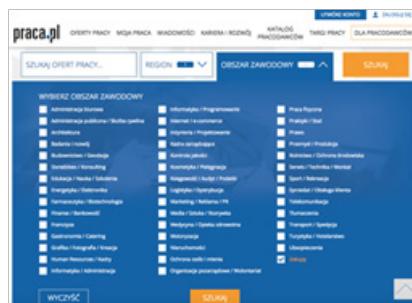 UTWÓRZ KONTO
ZALOGUJ SIĘ
praca.pl
OFERTY PRACY MOJA PRACA WIADOMOŚCI KARIERA I ROZWÓJ KATALOG PRACODAWCÓW TARGI PRACY DLA PRACODAWCÓW
SZUKAJ OFERT PRACY... REGION OBSZAR ZAWODOWY SZUKAJ
WYBIERZ OBSZAR ZAWODOWY
Administracja biurowa
Administracja publiczna / Służba cywilna
Architektura
Badania i rozwój
Budownictwo / Geodezja
Doradztwo / Konsulting
Edukacja / Nauka / Szkolenia
Energetyka / Elektronika
Farmaceutyka / Biotechnologia
Finanse / Bankowość
Franczyza
Gastronomia / Catering
Grafika / Fotografia / Kreacja
Human Resources / Kadry
Informatyka / Administracja
Informatyka / Programowanie
Internet / e-commerce
Inżynieria / Projektowanie
Kadra zarządzająca
Kontrola jakości
Kosmetyka / Pielęgnacja
Księgowość / Audyt / Podatki
Logistyka / Dystrybucja
Marketing / Reklama / PR
Media / Sztuka / Rozrywka
Medycyna / Opieka zdrowotna
Motoryzacja
Nieruchomości
Ochrona osób i mienia
Organizacje pozarządowe / Wolontariat
Praca fizyczna
Praktyki / Staż
Prawo
Przemysł / Produkcja
Rolnictwo / Ochrona środowiska
Serwis / Technika / Montaż
Sport / Rekreacja
Sprzedaż / Obsługa klienta
Telekomunikacja
Tłumaczenia
Transport / Spedycja
Turystyka / Hotelarstwo
Ubezpieczenia
Zakupy
WYCZYŚĆ SZUKAJ